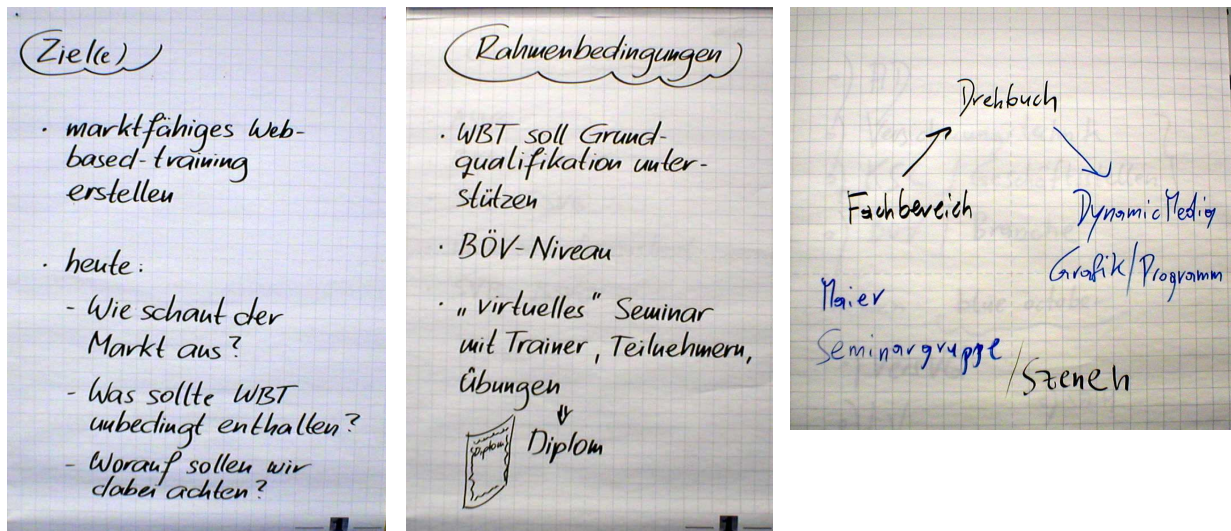 Ziel(e)
· marktfähiges Web-
based-training
erstellen
· heute:
- Wie schaut der
Markt aus?
- Was sollte WBT
unbedingt enthalten?
- Worauf sollen wir
dabei achten?
Rahmenbedingungen
· WBT soll Grund-
qualifikation unter-
stützen
· BÖV-Niveau
· „virtuelles" Seminar
mit Trainer, Teilnehmern,
Übungen
⇓
Diplom
Diplom
Drehbuch
Fachbereich
DynamicMedia
Grafik/Programm
Maier
Seminargruppe
/Szenen